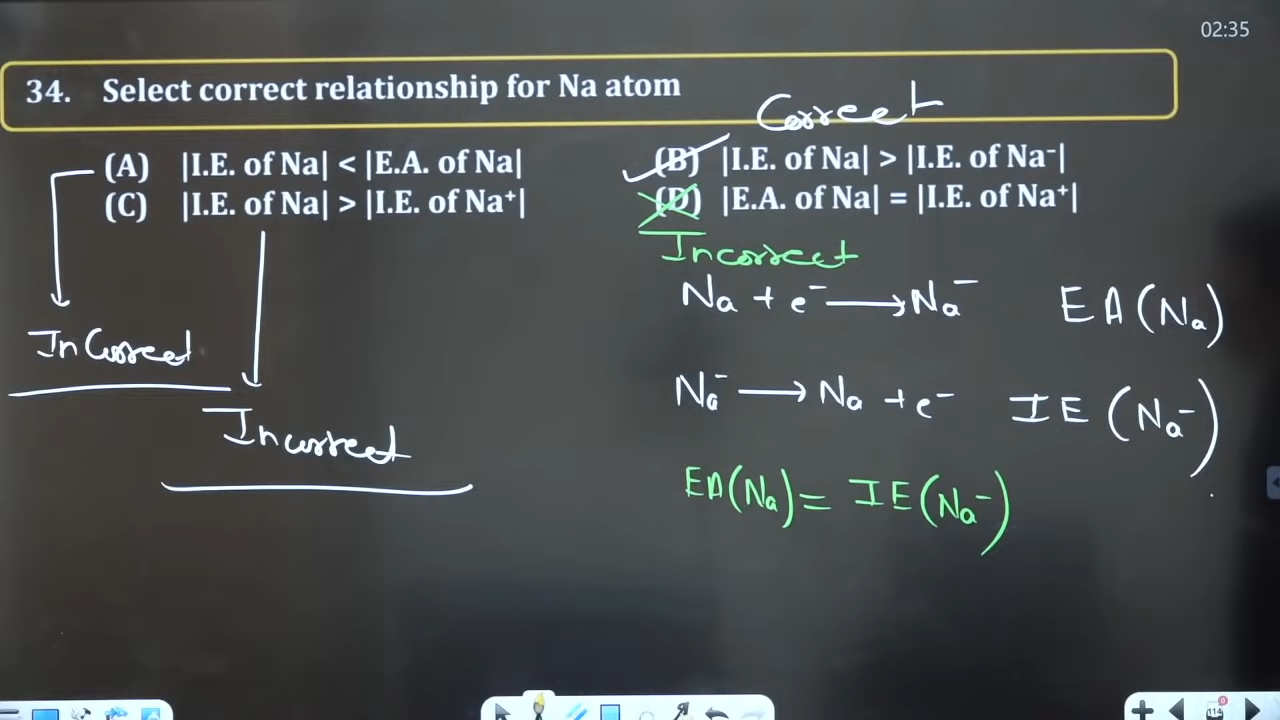 02:35
34. Select correct relationship for Na atom
Correct
(A) |I.E. of Na| < |E.A. of Na|
(B) |I.E. of Na| > |I.E. of Na⁻|
(C) |I.E. of Na| > |I.E. of Na⁺|
(D) |E.A. of Na| = |I.E. of Na⁺|
Incorrect
Na + e⁻ → Na⁻ EA (Na)
InCorrect
Na⁻ → Na + e⁻ IE (Na⁻)
Incorrect
EA(Na) = IE(Na⁻)
114